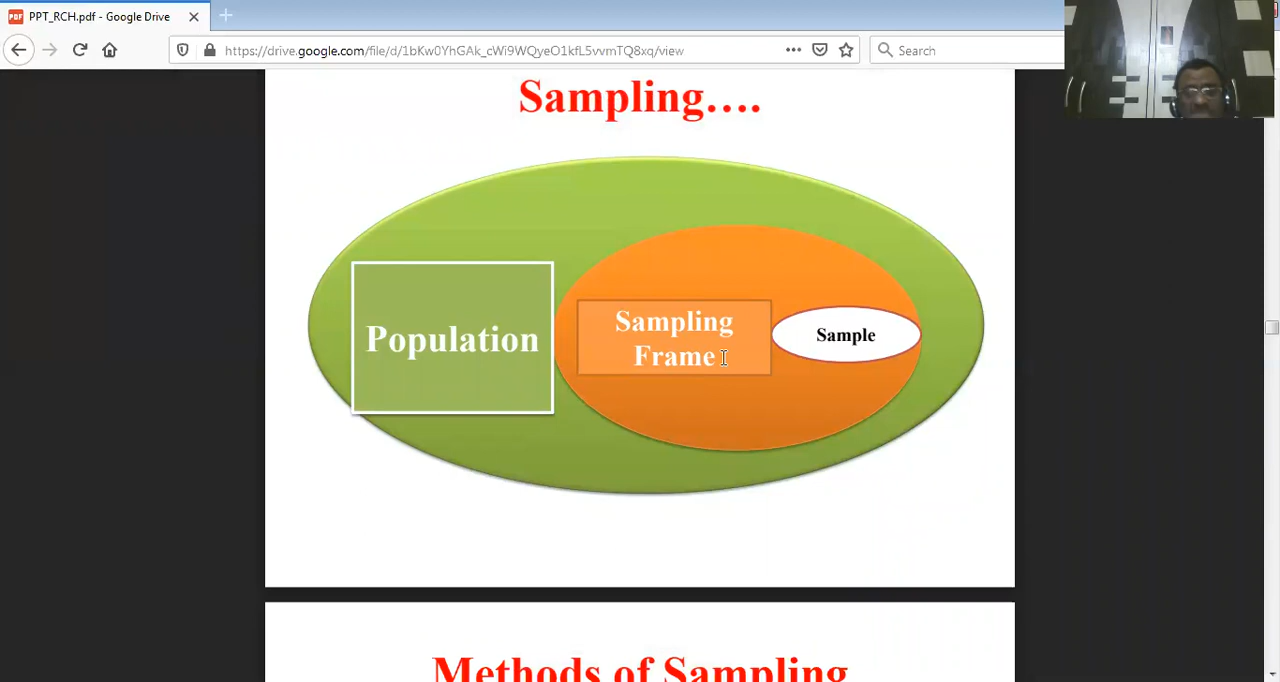 PPT_RCH.pdf - Google Drive
https://drive.google.com/file/d/1bKw0YhGAk_cWi9WQyeO1kfL5vvmTQ8xq/view
Search
Sampling….
Population
Sampling
Frame
Sample
Methods of Sampling